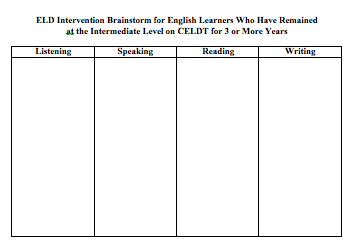 ELD Intervention Brainstorm for English Learners Who Have Remained
at the Intermediate Level on CELDT for 3 or More Years
Listening Speaking Reading Writing